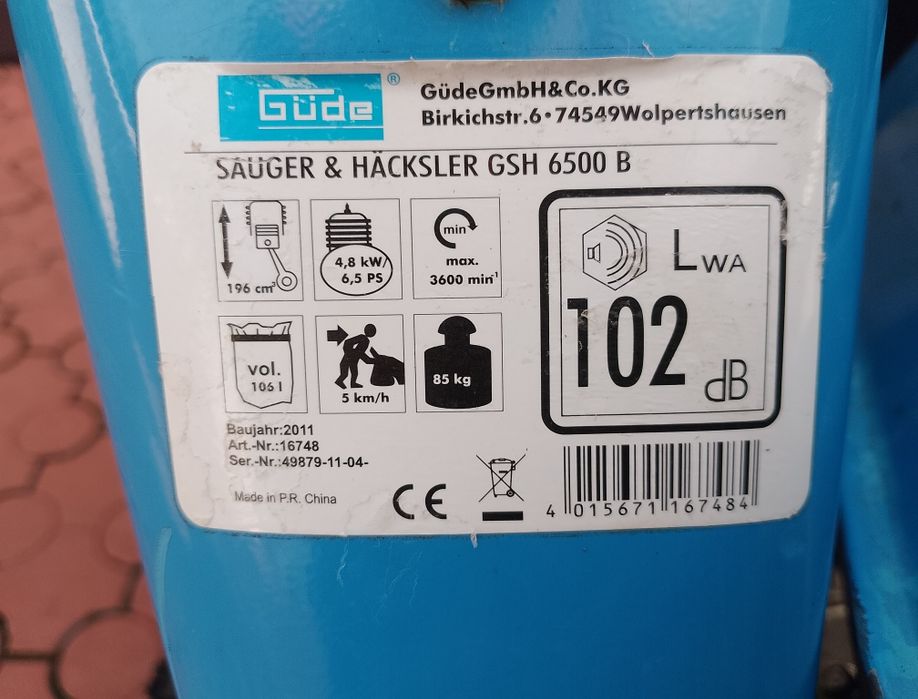 Güde ®
GüdeGmbH&Co.KG
Birkichstr.6•74549Wolpertshausen
SAUGER & HÄCKSLER GSH 6500 B
196 cm³
4,8 kW/
6,5 PS
min
max.
3600 min⁻¹
LWA
102
dB
vol.
106 l
5 km/h
85 kg
Baujahr:2011
Art.-Nr.:16748
Ser.-Nr.:49879-11-04-
Made in P.R. China
CE
4 015671 167484